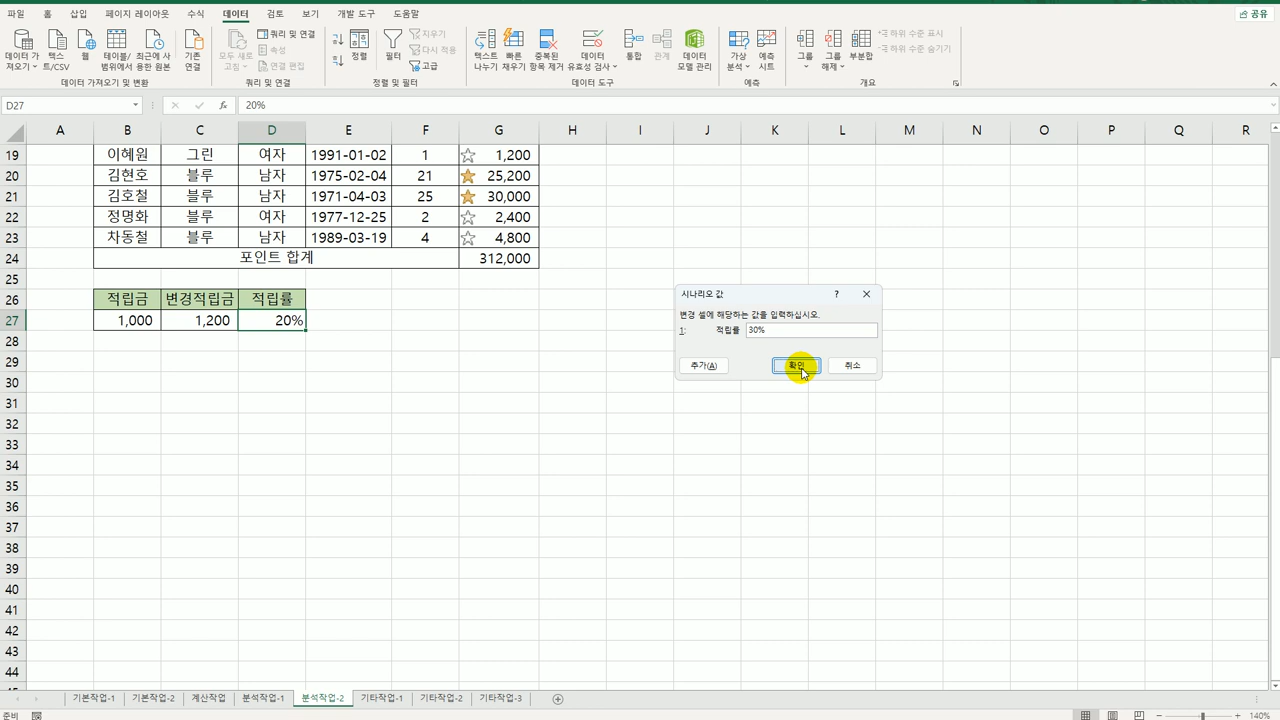 파일 홈 삽입 페이지 레이아웃 수식 데이터 검토 보기 개발 도구 도움말 공유
데이터 가져오기 텍스트/CSV 웹 테이블/범위에서 최근에 사용한 원본 기존 연결 모두 새로 고침 쿼리 및 연결 속성 연결 편집 정렬 필터 지우기 다시 적용 고급 텍스트 나누기 빠른 채우기 중복된 항목 제거 데이터 유효성 검사 통합 관계 데이터 모델 관리 가상 분석 예측 시트 그룹 그룹 해제 부분합 하위 수준 표시 하위 수준 숨기기
데이터 가져오기 및 변환 쿼리 및 연결 정렬 및 필터 데이터 도구 예측 개요
D27 fx 20%
A B C D E F G H I J K L M N O P Q R
19 이혜원 그린 여자 1991-01-02 1 1,200
20 김현호 블루 남자 1975-02-04 21 25,200
21 김호철 블루 남자 1971-04-03 25 30,000
22 정명화 블루 여자 1977-12-25 2 2,400
23 차동철 블루 남자 1989-03-19 4 4,800
24 포인트 합계 312,000
25
26 적립금 변경적립금 적립률
27 1,000 1,200 20%
28
29
30
31
32
33
34
35
36
37
38
39
40
41
42
43
44
시나리오 값 ?
변경 셀에 해당하는 값을 입력하십시오.
1: 적립률 30%
추가(A) 확인 취소
기본작업-1 기본작업-2 계산작업 분석작업-1 분석작업-2 기타작업-1 기타작업-2 기타작업-3
준비 140%